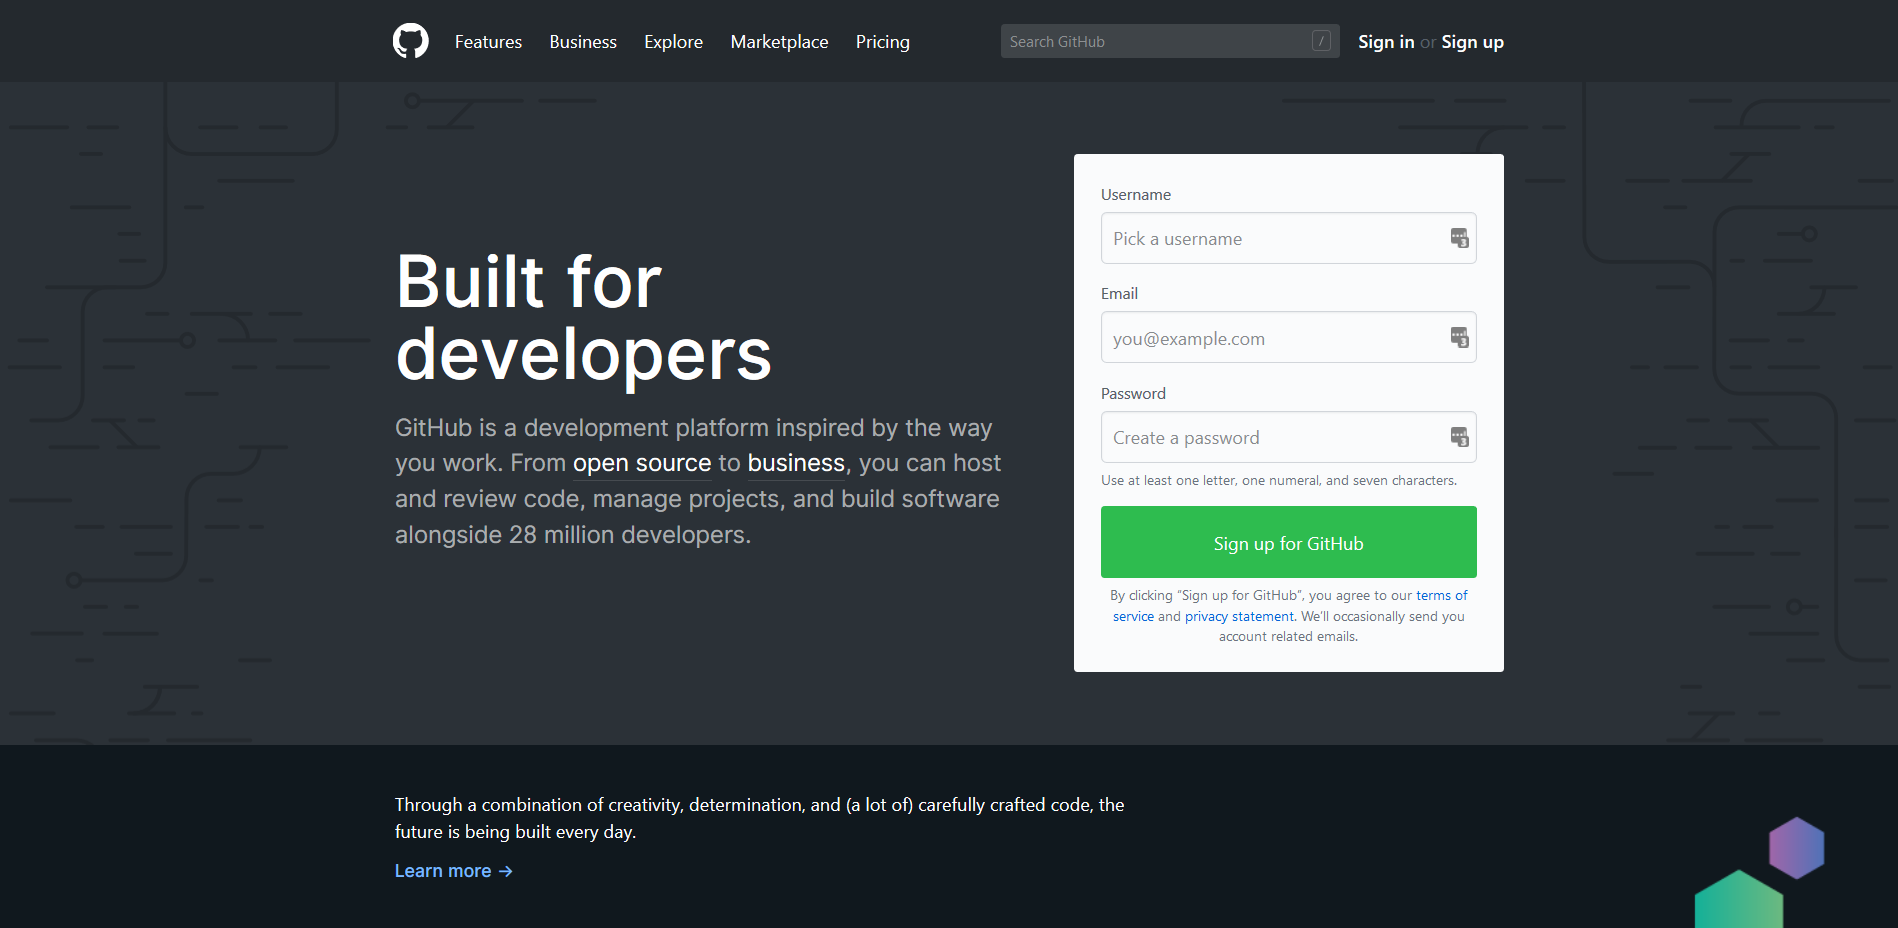 Features Business Explore Marketplace Pricing Search GitHub / Sign in or Sign up
Built for
developers
GitHub is a development platform inspired by the way
you work. From open source to business, you can host
and review code, manage projects, and build software
alongside 28 million developers.
Username
Pick a username 3
Email
you@example.com 3
Password
Create a password 3
Use at least one letter, one numeral, and seven characters.
Sign up for GitHub
By clicking “Sign up for GitHub”, you agree to our terms of
service and privacy statement. We’ll occasionally send you
account related emails.
Through a combination of creativity, determination, and (a lot of) carefully crafted code, the
future is being built every day.
Learn more →